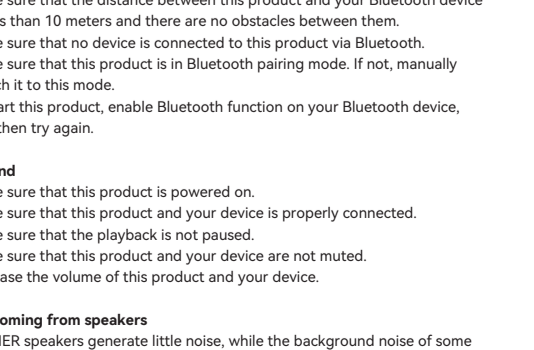 sure that the distance between this product and your Bluetooth device
than 10 meters and there are no obstacles between them.
sure that no device is connected to this product via Bluetooth.
sure that this product is in Bluetooth pairing mode. If not, manually
it to this mode.
this product, enable Bluetooth function on your Bluetooth device,
then try again.
sure that this product is powered on.
sure that this product and your device is properly connected.
sure that the playback is not paused.
sure that this product and your device are not muted.
the volume of this product and your device.
from speakers
speakers generate little noise, while the background noise of some